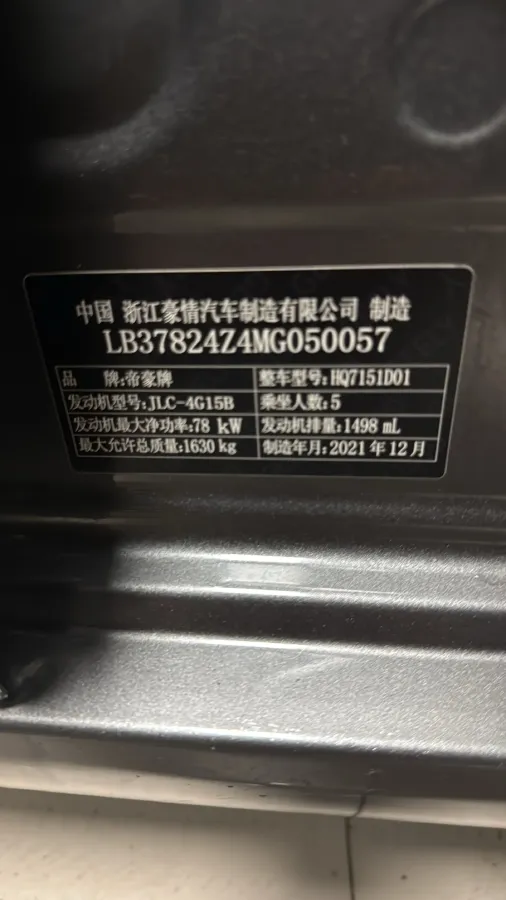 中国 浙江豪情汽车制造有限公司 制造
LB37824Z4MG050057
品 牌:帝豪牌 整车型号:HQ7151D01
发动机型号:JLC-4G15B 乘坐人数:5
发动机最大净功率:78 kW 发动机排量:1498 mL
最大允许总质量:1630 kg 制造年月:2021 年 12 月